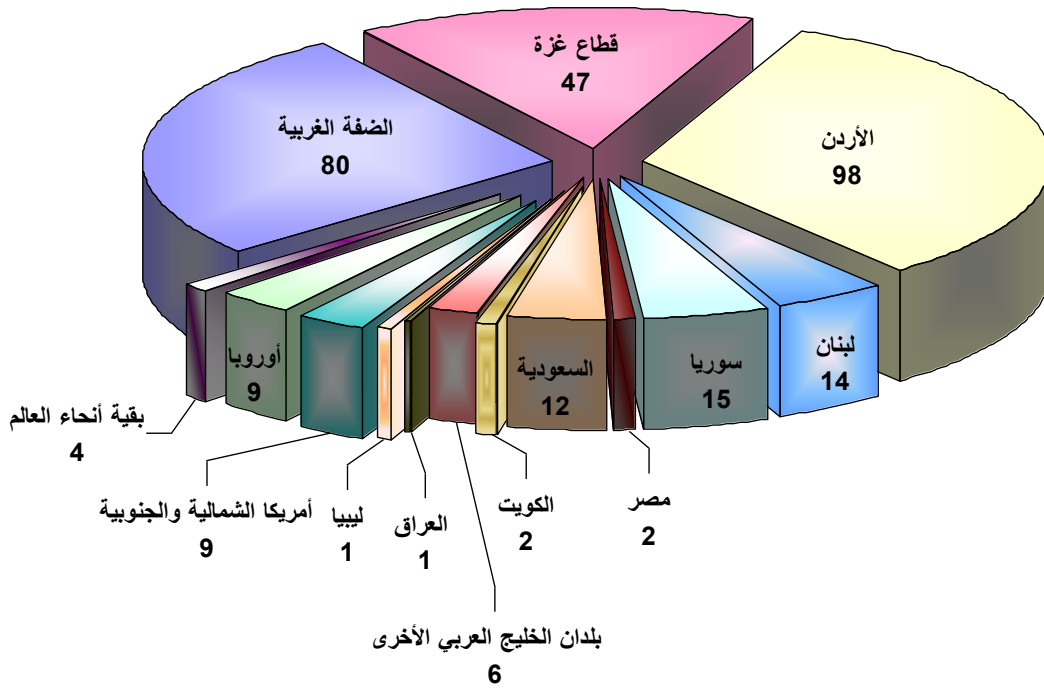 قطاع غزة
47
الضفة الغربية
80
الأردن
98
لبنان
14
سوريا
15
السعودية
12
أوروبا
9
بقية أنحاء العالم
4
أمريكا الشمالية والجنوبية
9
ليبيا
1
العراق
1
الكويت
2
مصر
2
بلدان الخليج العربي الأخرى
6